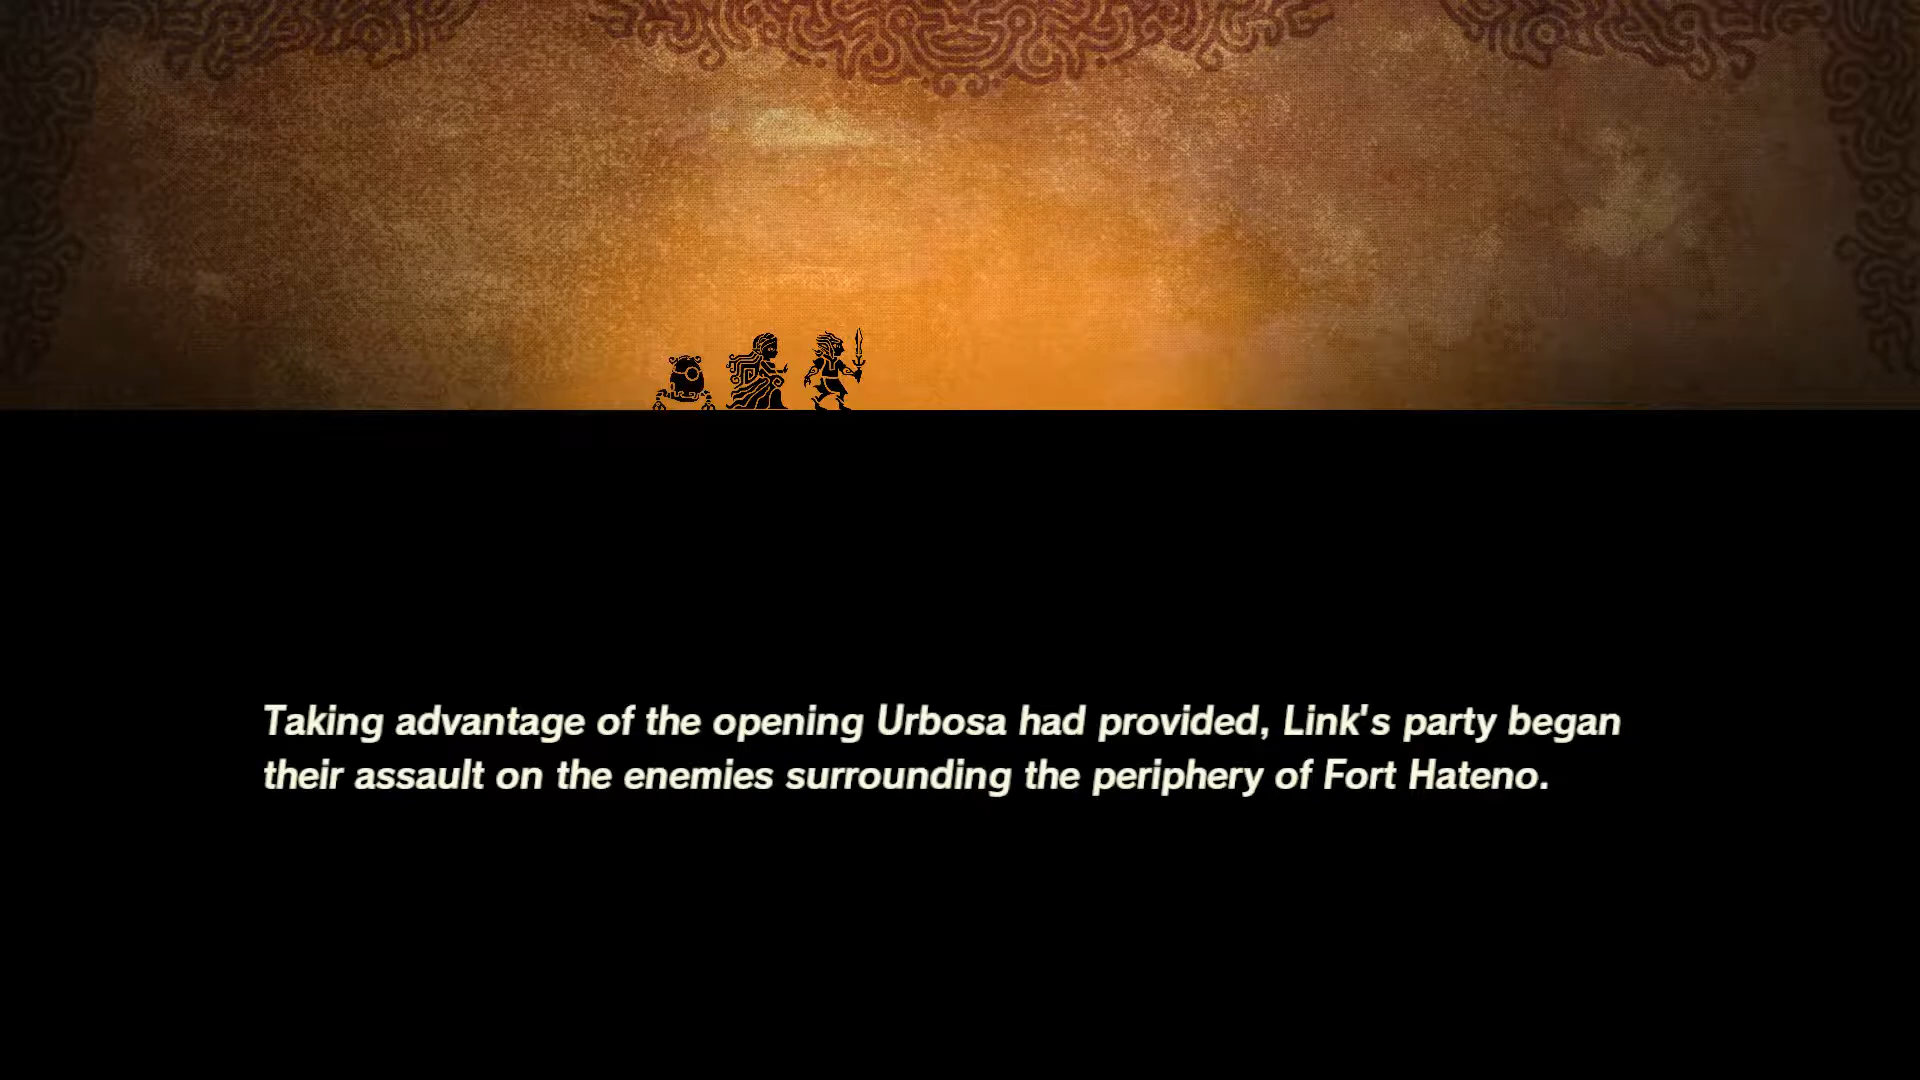 Taking advantage of the opening Urbosa had provided, Link's party began
their assault on the enemies surrounding the periphery of Fort Hateno.